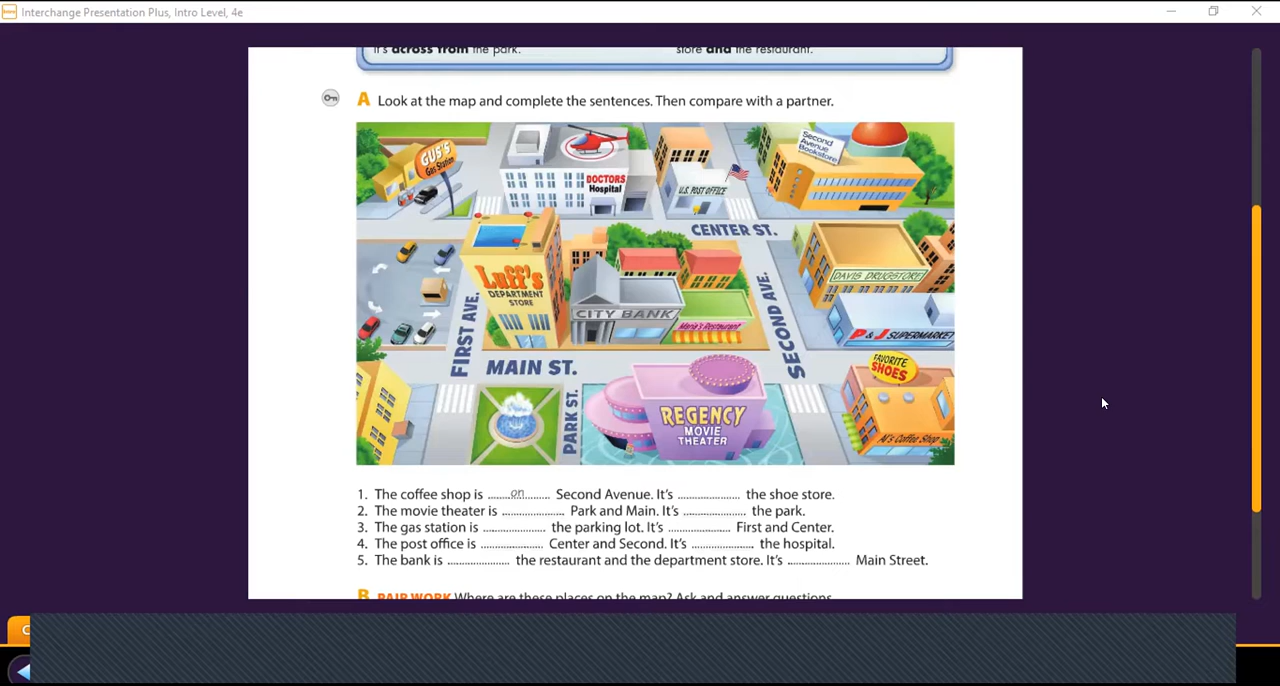 Interchange Presentation Plus, Intro Level, 4e
It's across from the park. store and the restaurant.
A Look at the map and complete the sentences. Then compare with a partner.
GUS'S
Gas Station
DOCTORS
Hospital
U.S. POST OFFICE
Second
Avenue
Bookstore
CENTER ST.
Luff's
DEPARTMENT
STORE
CITY BANK
Maria's Restaurant
DAVIS DRUGSTORE
P & J SUPERMARKET
FIRST AVE.
SECOND AVE.
MAIN ST.
PARK ST.
REGENCY
MOVIE
THEATER
FAVORITE
SHOES
Al's Coffee Shop
1. The coffee shop is ........on......... Second Avenue. It's ..................... the shoe store.
2. The movie theater is ..................... Park and Main. It's ..................... the park.
3. The gas station is ..................... the parking lot. It's ..................... First and Center.
4. The post office is ..................... Center and Second. It's ..................... the hospital.
5. The bank is ..................... the restaurant and the department store. It's ..................... Main Street.
B PAIR WORK Where are these places on the map? Ask and answer questions.